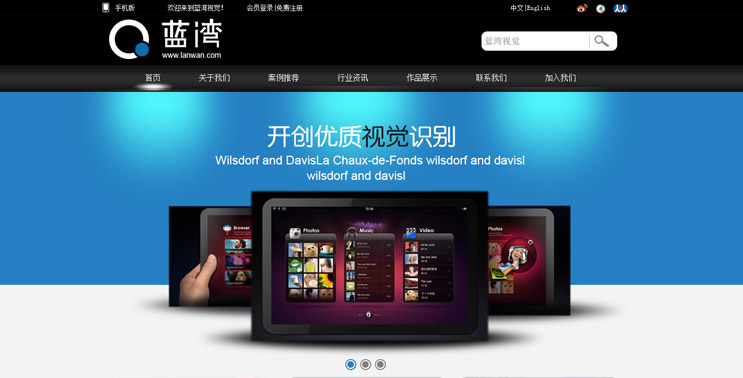 手机版 欢迎来到蓝湾视觉! 会员登录|免费注册 中文|English
蓝湾
www.lanwan.com
蓝湾视觉
首页 关于我们 案例推荐 行业资讯 作品展示 联系我们 加入我们
开创优质视觉识别
Wilsdorf and DavisLa Chaux-de-Fonds wilsdorf and davisl
wilsdorf and davisl
Browser Photos Music Video Photos